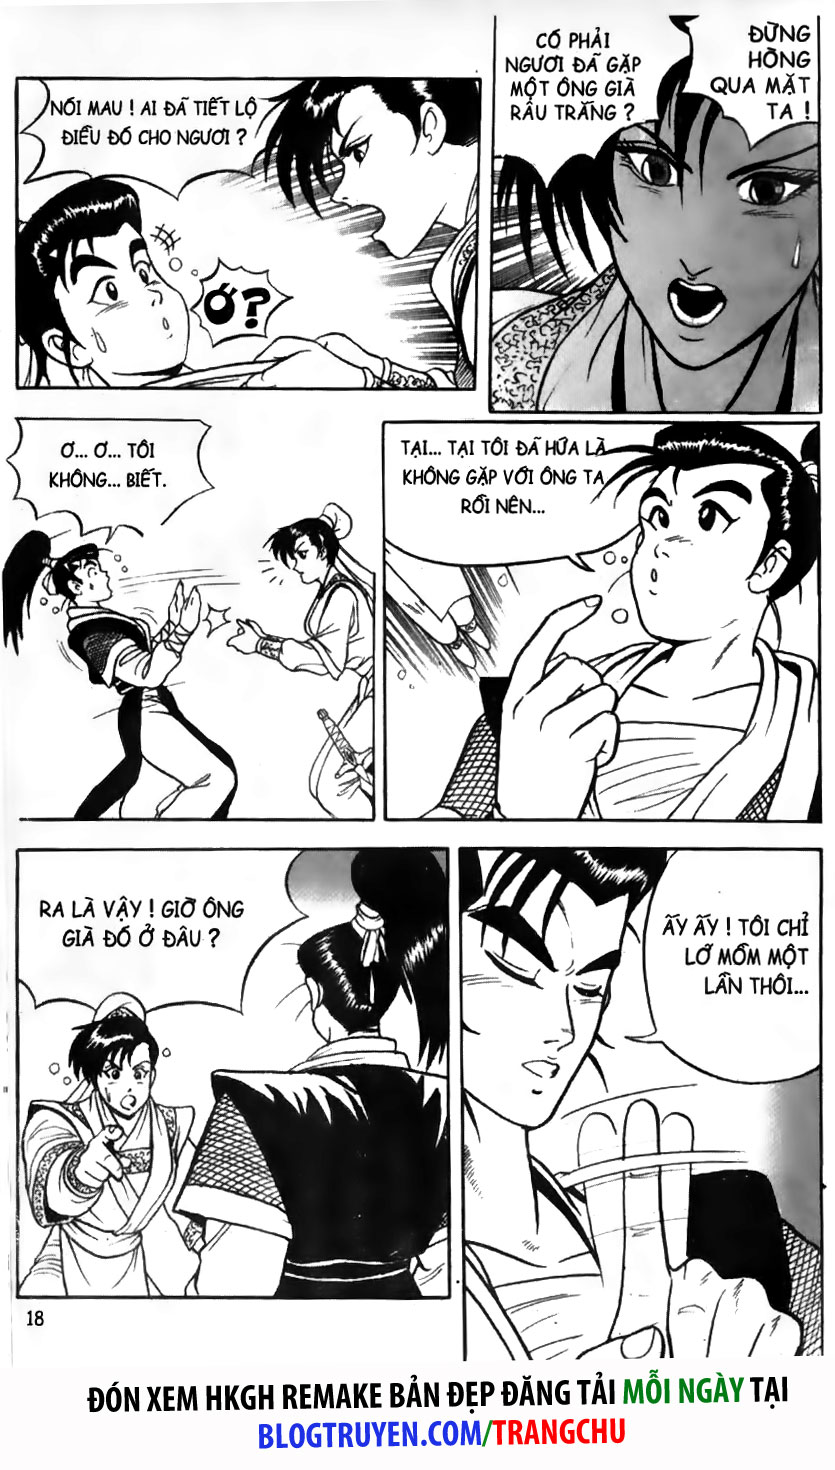 NÓI MAU ! AI ĐÃ TIẾT LỘ
ĐIỀU ĐÓ CHO NGƯƠI ?
Ớ?
CÓ PHẢI
NGƯƠI ĐÃ GẶP
MỘT ÔNG GIÀ
RÂU TRẮNG ?
ĐỪNG
HÒNG
QUA MẶT
TA !
Ơ... Ơ... TÔI
KHÔNG... BIẾT.
TẠI... TẠI TÔI ĐÃ HỨA LÀ
KHÔNG GẶP VỚI ÔNG TA
RỒI NÊN...
RA LÀ VẬY ! GIỜ ÔNG
GIÀ ĐÓ Ở ĐÂU ?
ẤY ẤY ! TÔI CHỈ
LỠ MỒM MỘT
LẦN THÔI...
18
ĐÓN XEM HKGH REMAKE BẢN ĐẸP ĐĂNG TẢI MỖI NGÀY TẠI
BLOGTRUYEN.COM/TRANGCHU